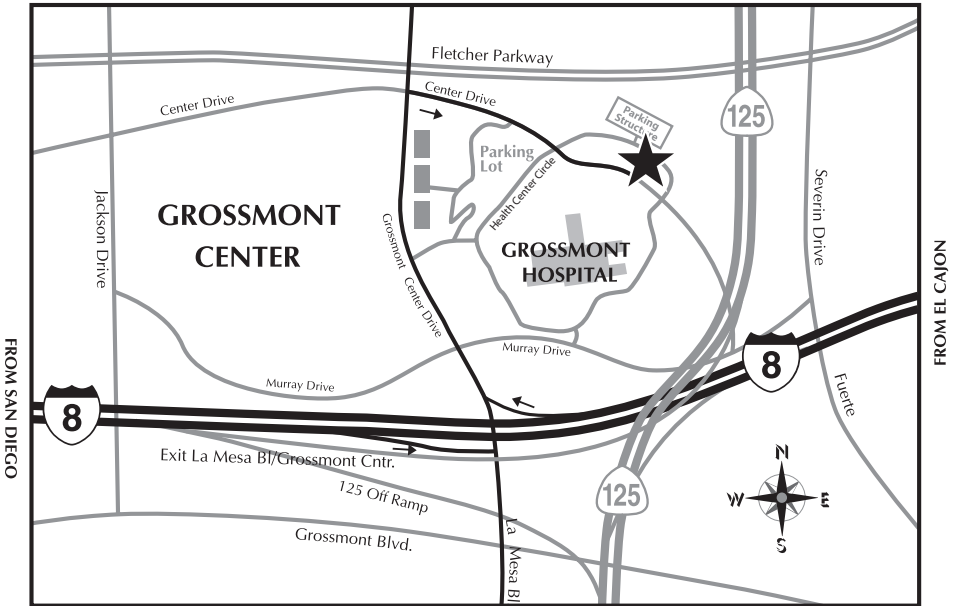 Fletcher Parkway
Center Drive
Center Drive
125
Parking
Structure
Parking
Lot
Health Center Circle
Jackson Drive
GROSSMONT
CENTER
Grossmont Center Drive
GROSSMONT
HOSPITAL
Severin Drive
FROM EL CAJON
FROM SAN DIEGO
Murray Drive
Murray Drive
8
8
Fuerte
Exit La Mesa Bl/Grossmont Cntr.
125 Off Ramp
125
Grossmont Blvd.
La Mesa Bl
N
W E
S